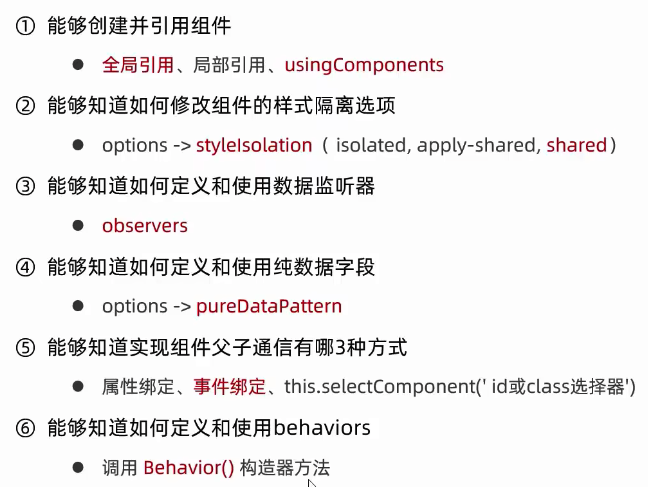 ① 能够创建并引用组件
● 全局引用、局部引用、usingComponents
② 能够知道如何修改组件的样式隔离选项
● options -> styleIsolation（ isolated, apply-shared, shared）
③ 能够知道如何定义和使用数据监听器
● observers
④ 能够知道如何定义和使用纯数据字段
● options -> pureDataPattern
⑤ 能够知道实现组件父子通信有哪3种方式
● 属性绑定、事件绑定、this.selectComponent(' id或class选择器')
⑥ 能够知道如何定义和使用behaviors
● 调用 Behavior() 构造器方法